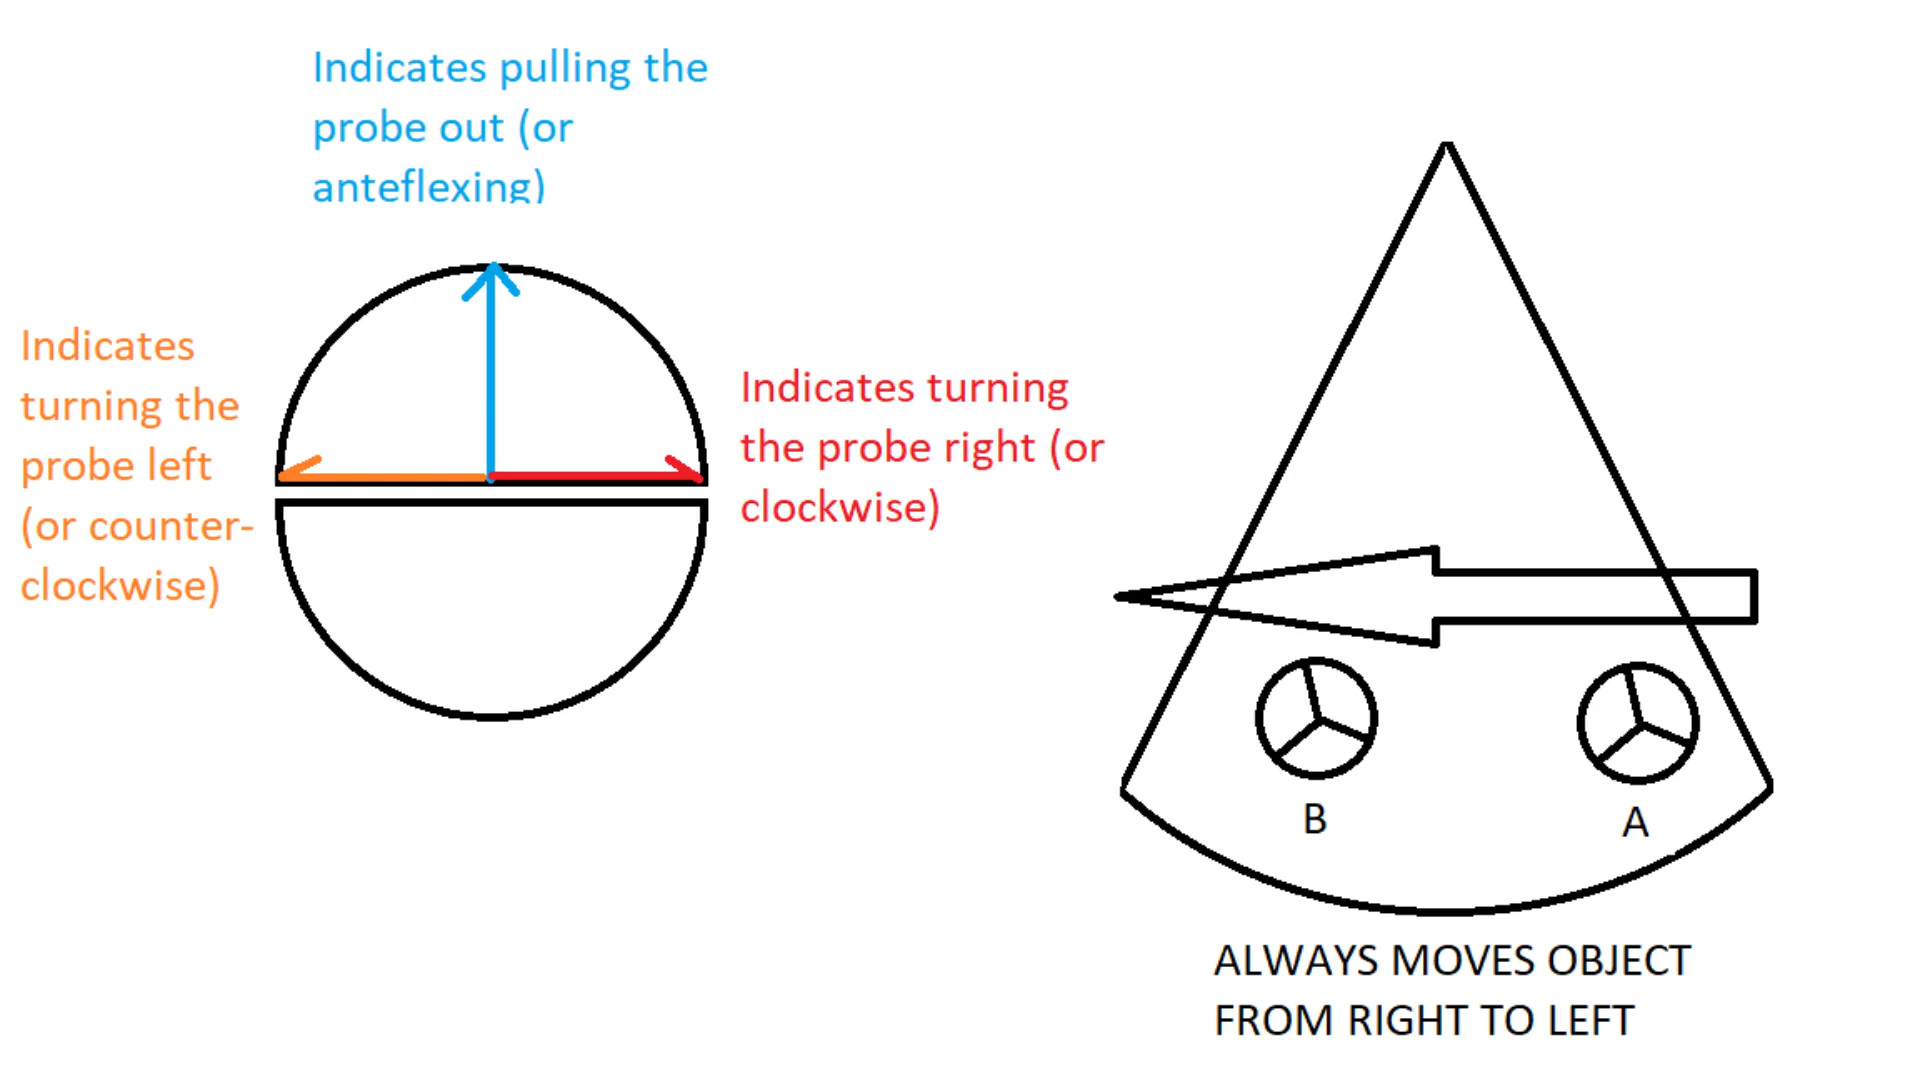 Indicates pulling the
probe out (or
anteflexing)
Indicates
turning the
probe left
(or counter-
clockwise)
Indicates turning
the probe right (or
clockwise)
B
A
ALWAYS MOVES OBJECT
FROM RIGHT TO LEFT